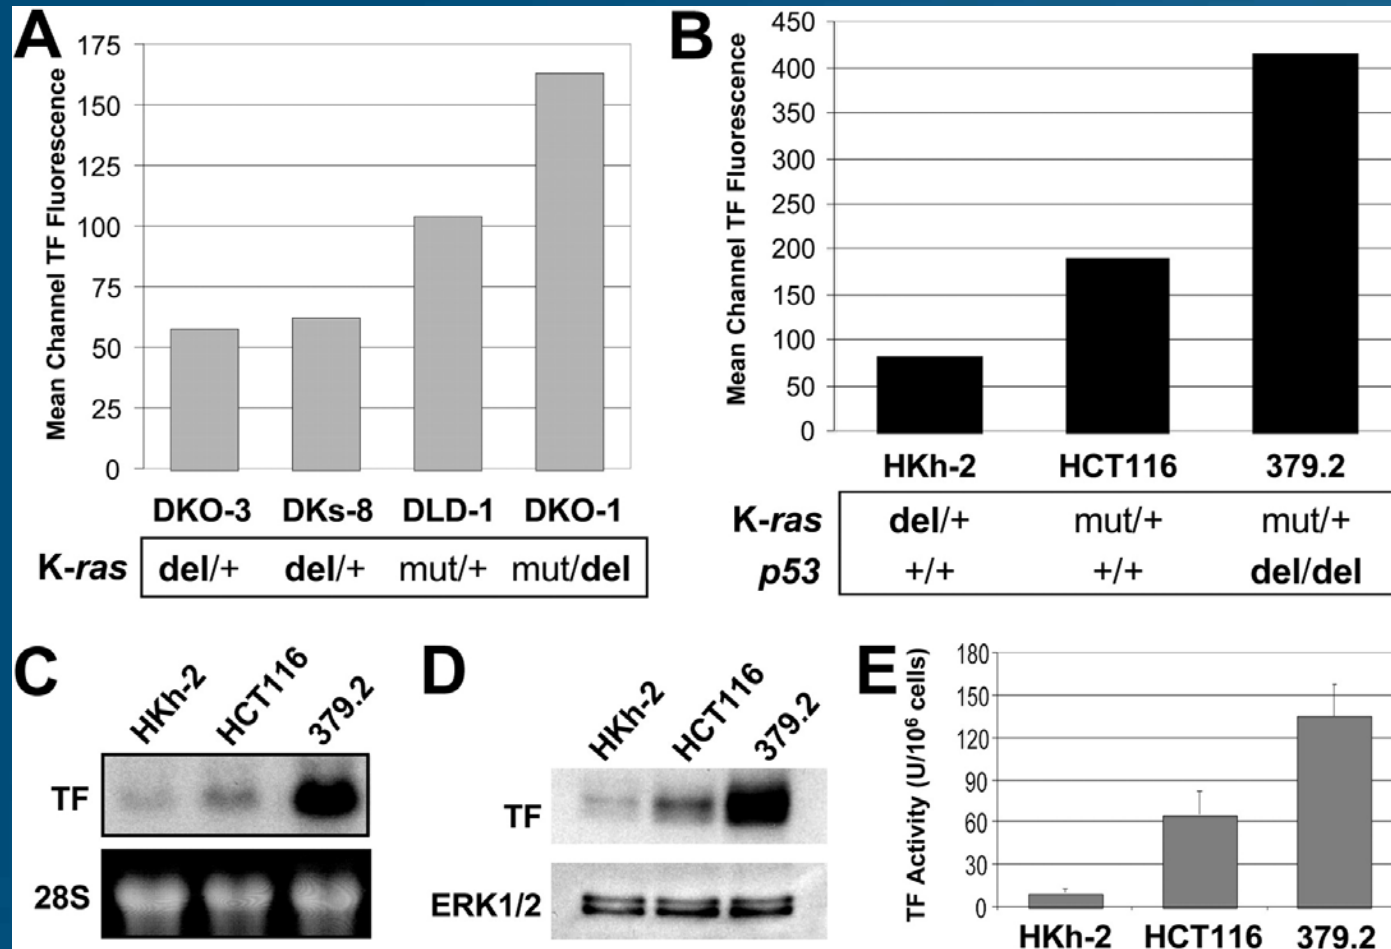 A
Mean Channel TF Fluorescence
175
150
125
100
75
50
25
0
DKO-3 DKs-8 DLD-1 DKO-1
K-ras del/+ del/+ mut/+ mut/del
B
Mean Channel TF Fluorescence
450
400
350
300
250
200
150
100
50
0
HKh-2 HCT116 379.2
K-ras del/+ mut/+ mut/+
p53 +/+ +/+ del/del
C
HKh-2 HCT116 379.2
TF
28S
D
HKh-2 HCT116 379.2
TF
ERK1/2
E
TF Activity (U/10⁶ cells)
180
150
120
90
60
30
0
HKh-2 HCT116 379.2